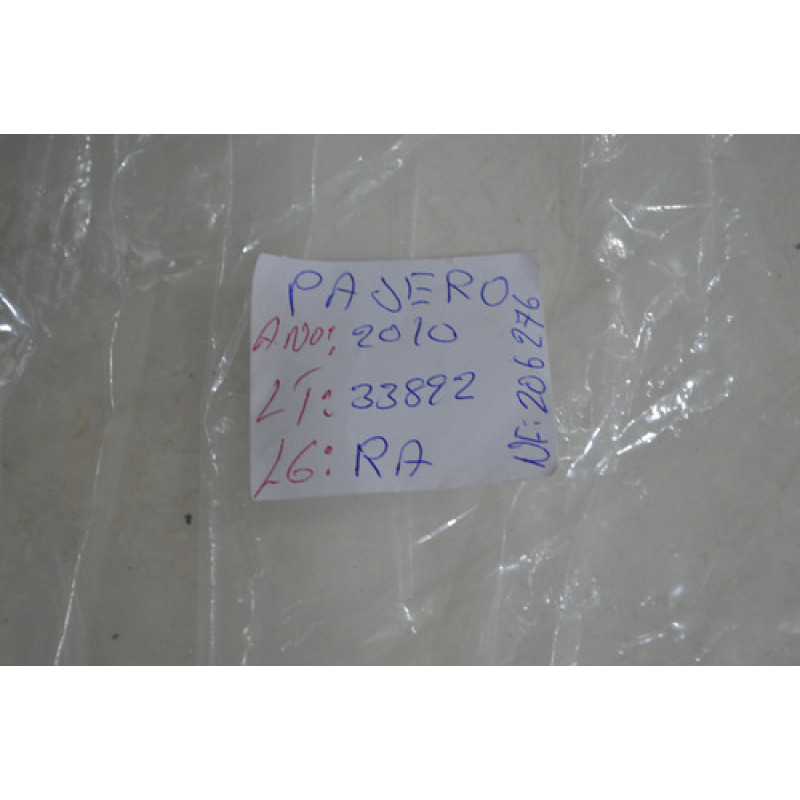 PAJERO
ANO: 2010
LT: 33892
LG: RA
NF: 206276